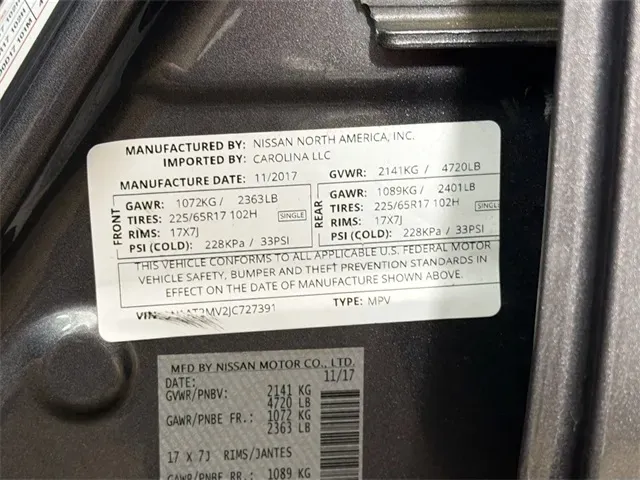 MANUFACTURED BY: NISSAN NORTH AMERICA, INC.
IMPORTED BY: CAROLINA LLC
MANUFACTURE DATE: 11/2017
GVWR: 2141KG / 4720LB
FRONT
GAWR: 1072KG / 2363LB
TIRES: 225/65R17 102H SINGLE
RIMS: 17X7J
PSI (COLD): 228KPa / 33PSI
REAR
GAWR: 1089KG / 2401LB
TIRES: 225/65R17 102H SINGLE
RIMS: 17X7J
PSI (COLD): 228KPa / 33PSI
THIS VEHICLE CONFORMS TO ALL APPLICABLE U.S. FEDERAL MOTOR
VEHICLE SAFETY, BUMPER AND THEFT PREVENTION STANDARDS IN
EFFECT ON THE DATE OF MANUFACTURE SHOWN ABOVE.
MV2JC727391
TYPE: MPV
MFD BY NISSAN MOTOR CO., LTD.
DATE: 11/17
GVWR/PNBV: 2141 KG
4720 LB
GAWR/PNBE FR.: 1072 KG
2363 LB
17 X 7J RIMS/JANTES
GAWR/PNBE RR.: 1089 KG